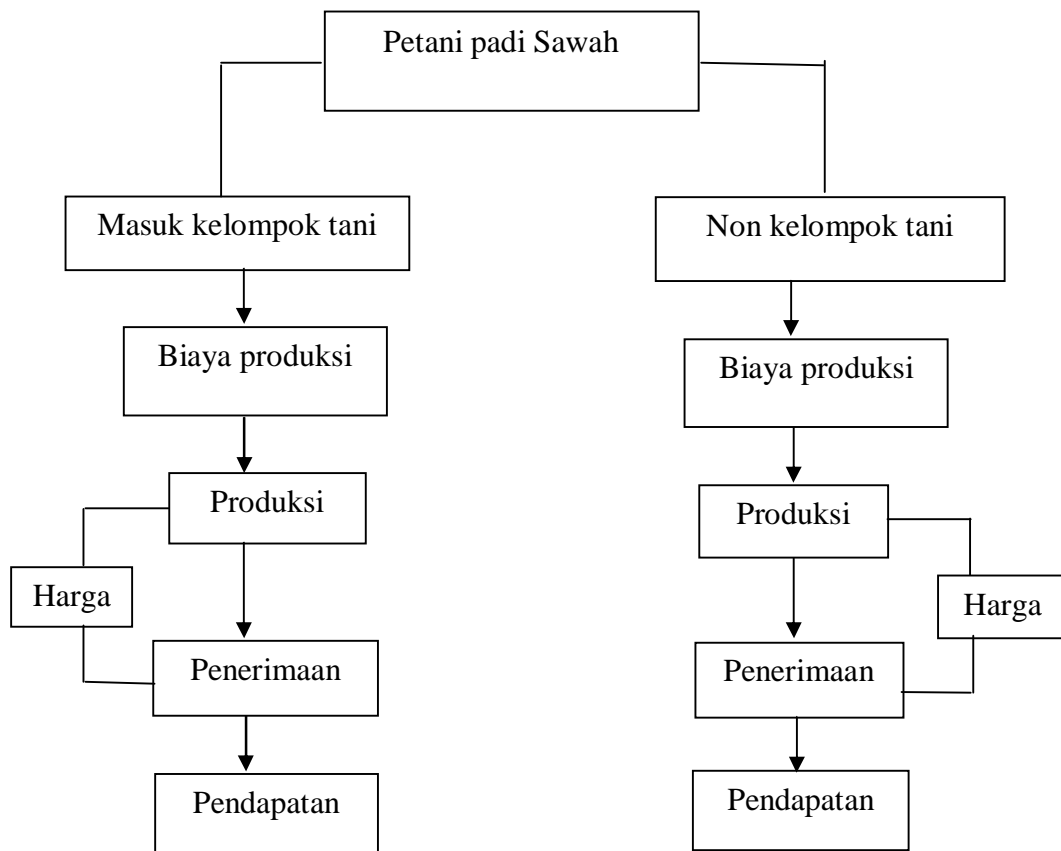 Petani padi Sawah
Masuk kelompok tani
Non kelompok tani
Biaya produksi
Biaya produksi
Produksi
Produksi
Harga
Harga
Penerimaan
Penerimaan
Pendapatan
Pendapatan